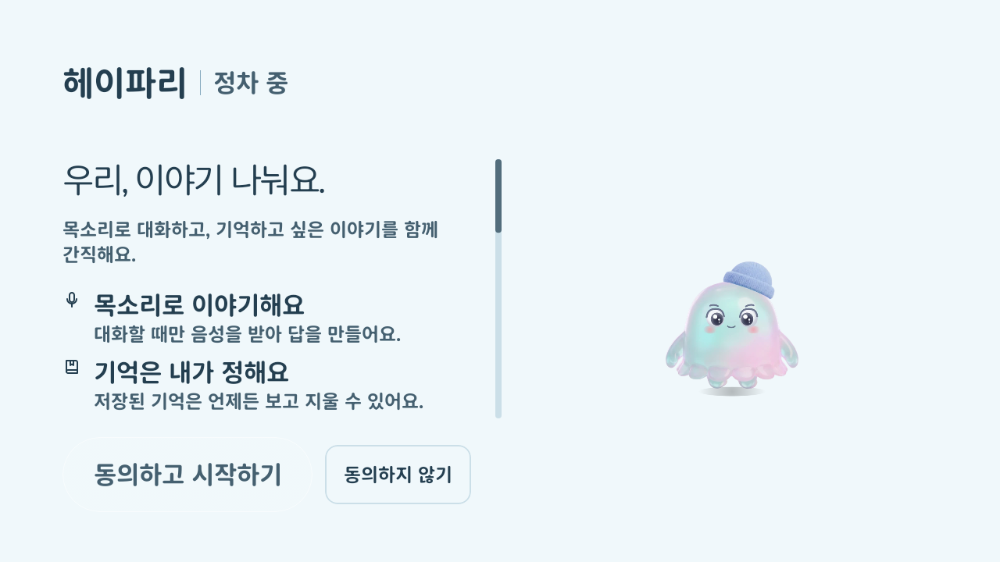 헤이파리
정차 중
우리, 이야기 나눠요.
목소리로 대화하고, 기억하고 싶은 이야기를 함께
간직해요.
목소리로 이야기해요
대화할 때만 음성을 받아 답을 만들어요.
기억은 내가 정해요
저장된 기억은 언제든 보고 지울 수 있어요.
동의하고 시작하기
동의하지 않기